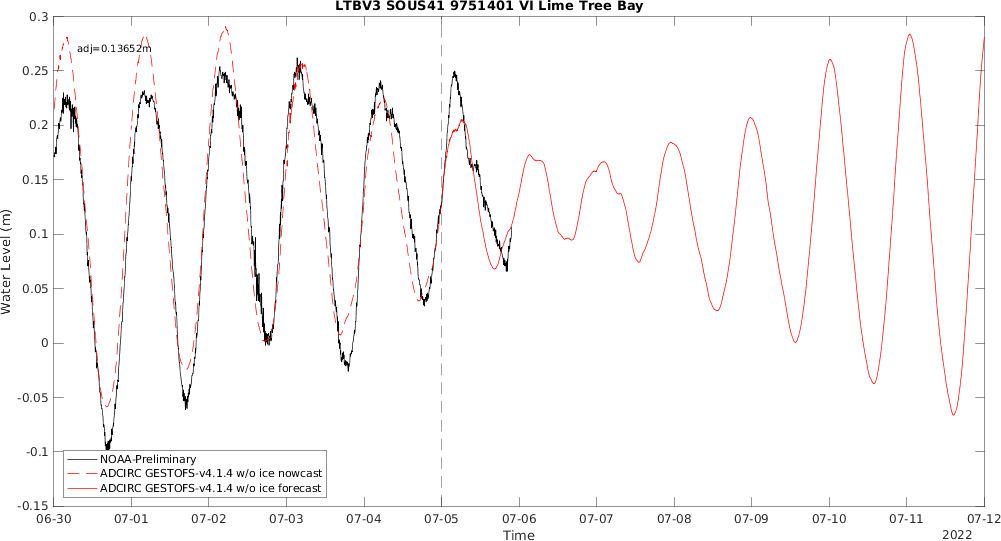 LTBV3 SOUS41 9751401 VI Lime Tree Bay
adj=0.13652m
Water Level (m)
0.3
0.25
0.2
0.15
0.1
0.05
0
-0.05
-0.1
-0.15
NOAA-Preliminary
ADCIRC GESTOFS-v4.1.4 w/o ice nowcast
ADCIRC GESTOFS-v4.1.4 w/o ice forecast
06-30 07-01 07-02 07-03 07-04 07-05 07-06 07-07 07-08 07-09 07-10 07-11 07-12
Time
2022